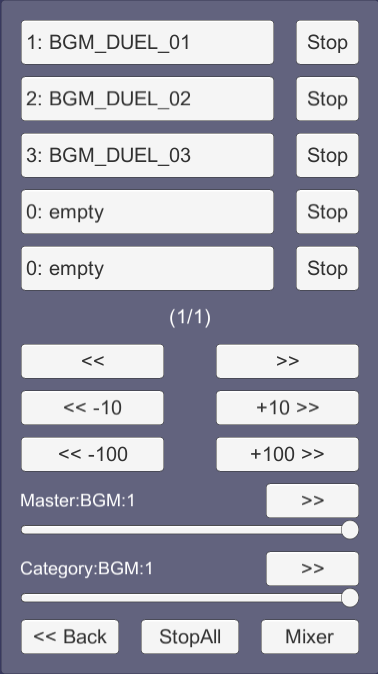 1: BGM_DUEL_01 Stop
2: BGM_DUEL_02 Stop
3: BGM_DUEL_03 Stop
0: empty Stop
0: empty Stop
(1/1)
<< >>
<< -10 +10 >>
<< -100 +100 >>
Master:BGM:1 >>
Category:BGM:1 >>
<< Back StopAll Mixer